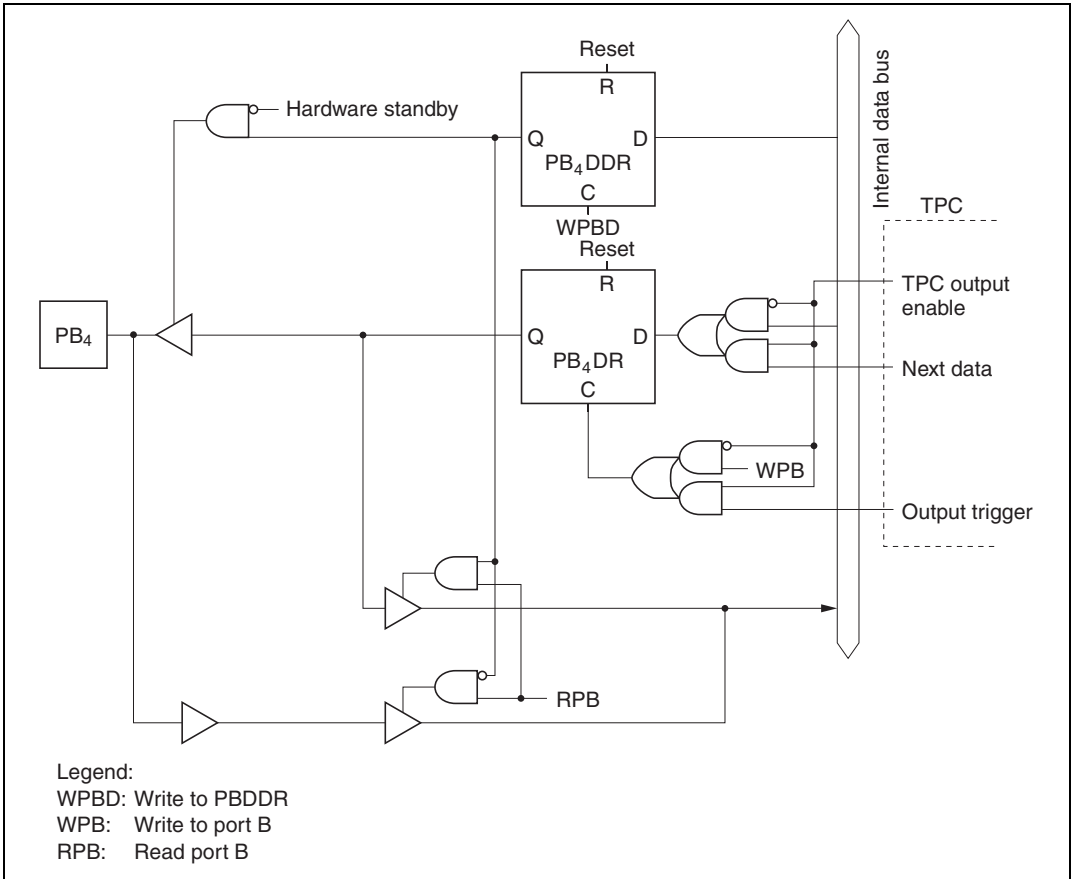 Reset
R
Hardware standby
Q
D
PB₄DDR
C
WPBD
Internal data bus
TPC
Reset
R
TPC output
enable
PB₄
Q
D
PB₄DR
C
Next data
WPB
Output trigger
RPB
Legend:
WPBD: Write to PBDDR
WPB: Write to port B
RPB: Read port B